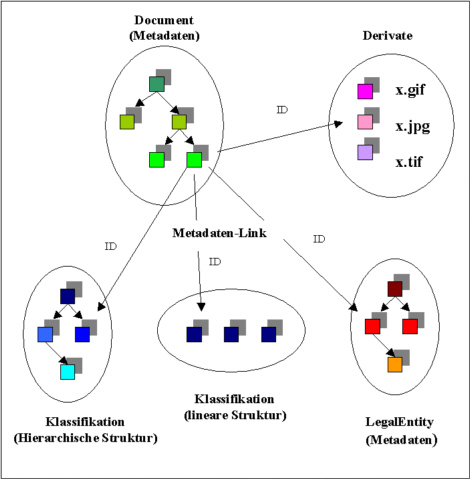 Document
(Metadaten)
Derivate
x.gif
x.jpg
x.tif
ID
Metadaten-Link
ID
ID
ID
Klassifikation
(Hierarchische Struktur)
Klassifikation
(lineare Struktur)
LegalEntity
(Metadaten)